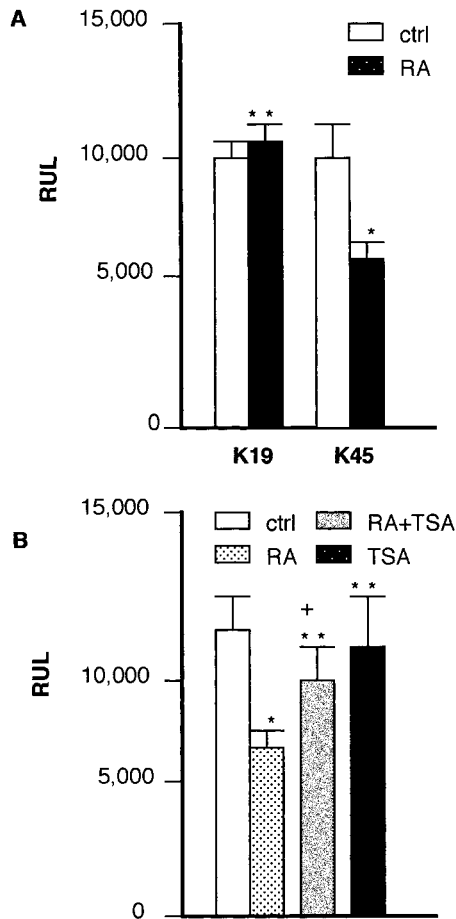 A
15,000
ctrl
RA
* *
10,000
*
RUL
5,000
0
K19 K45
15,000
B
ctrl RA+TSA
RA TSA
* *
+
* *
RUL
10,000
*
5,000
0